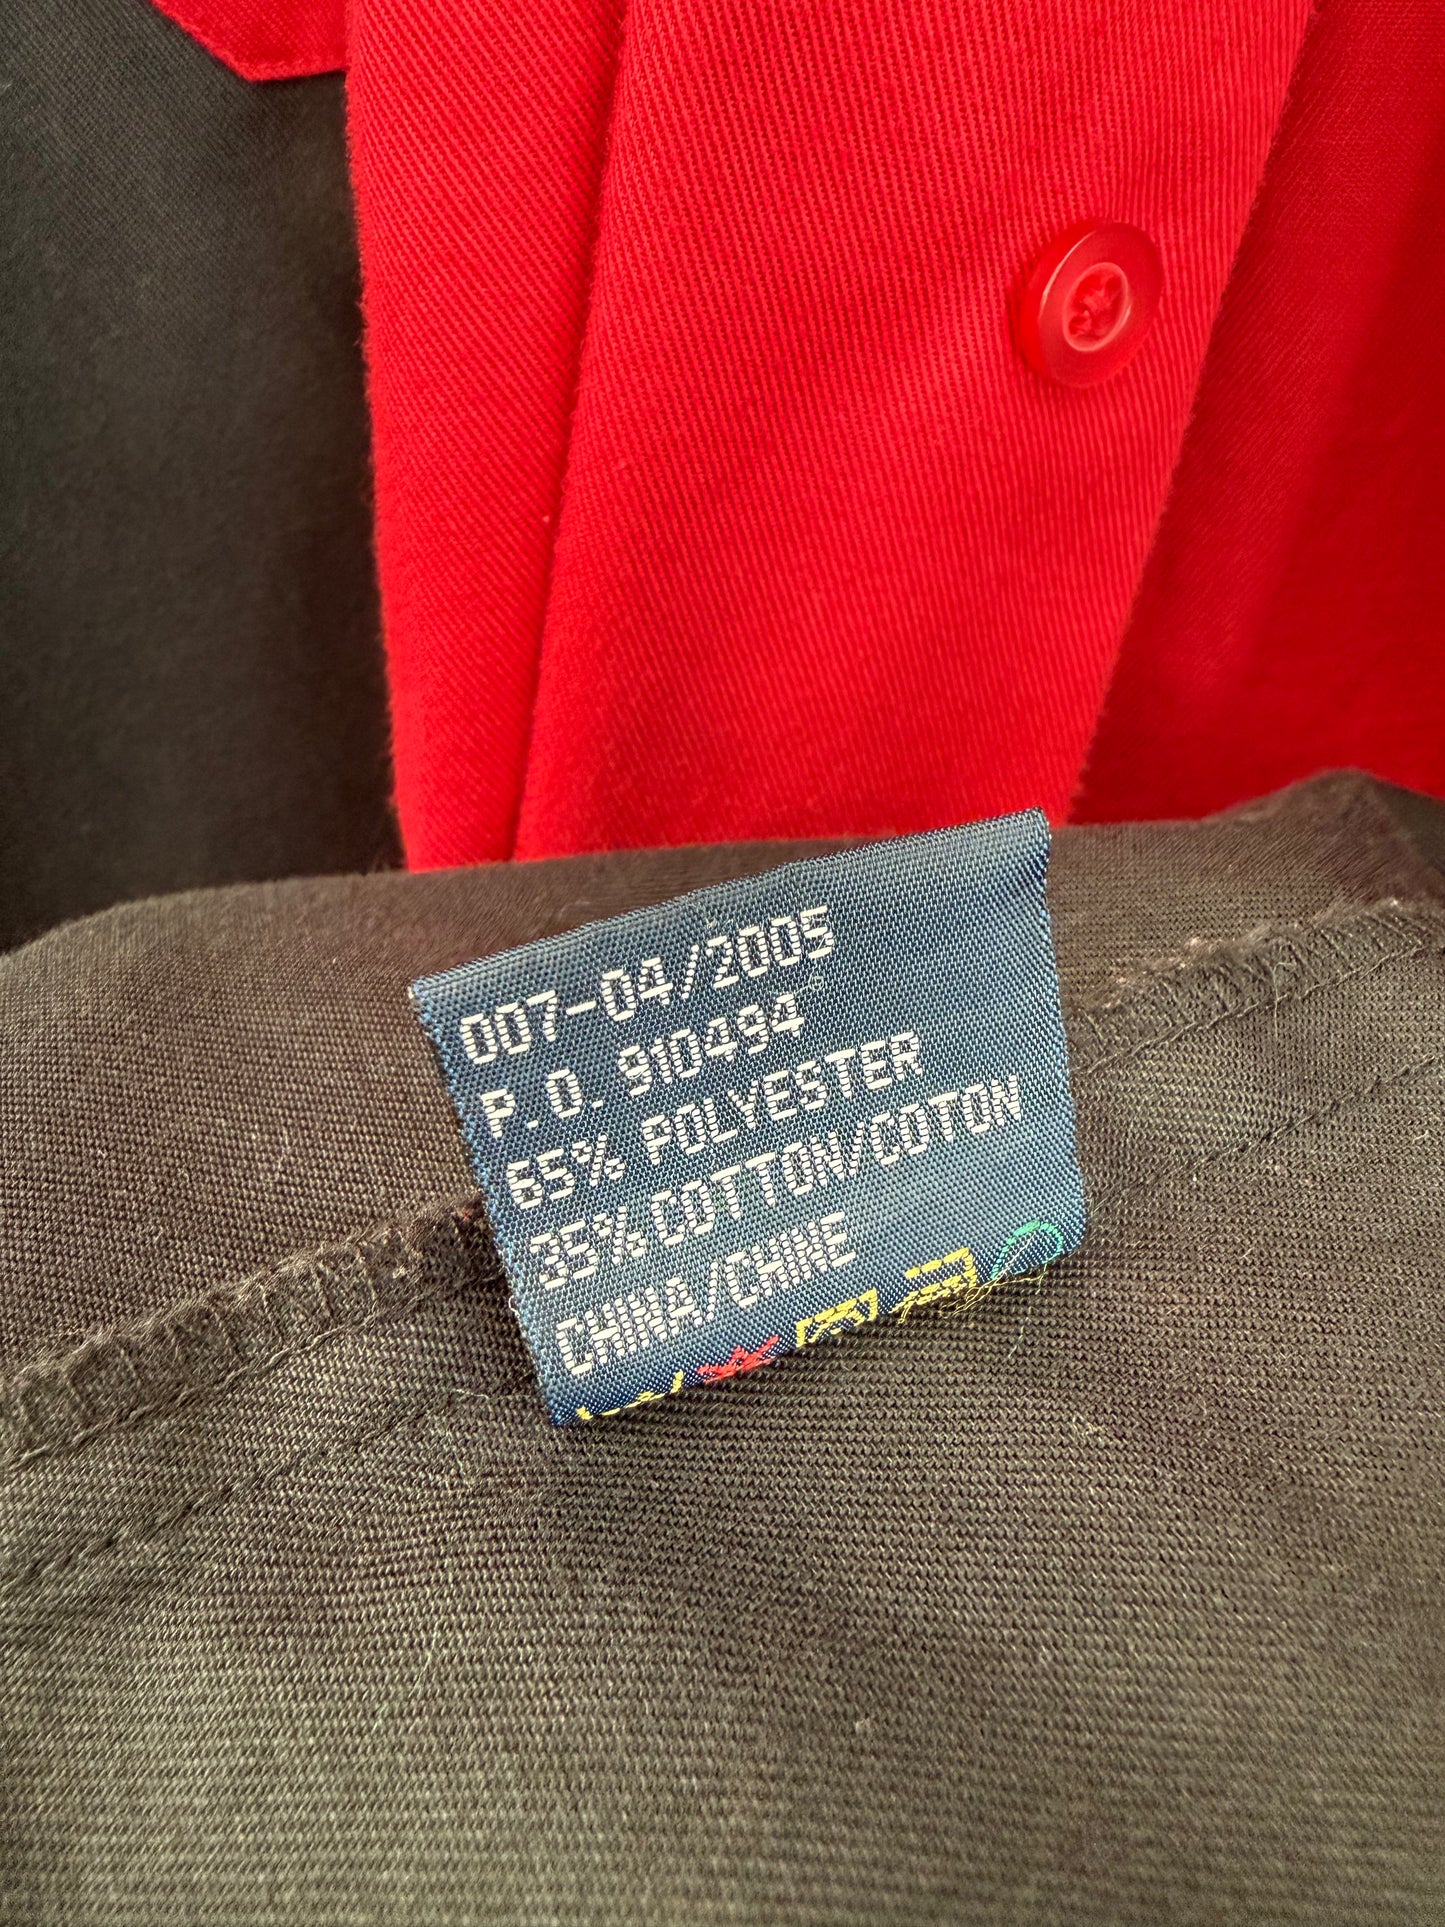 007-04/2005
P.O. 910494
65% POLYESTER
35% COTTON/COTON
CHINA/CHINE